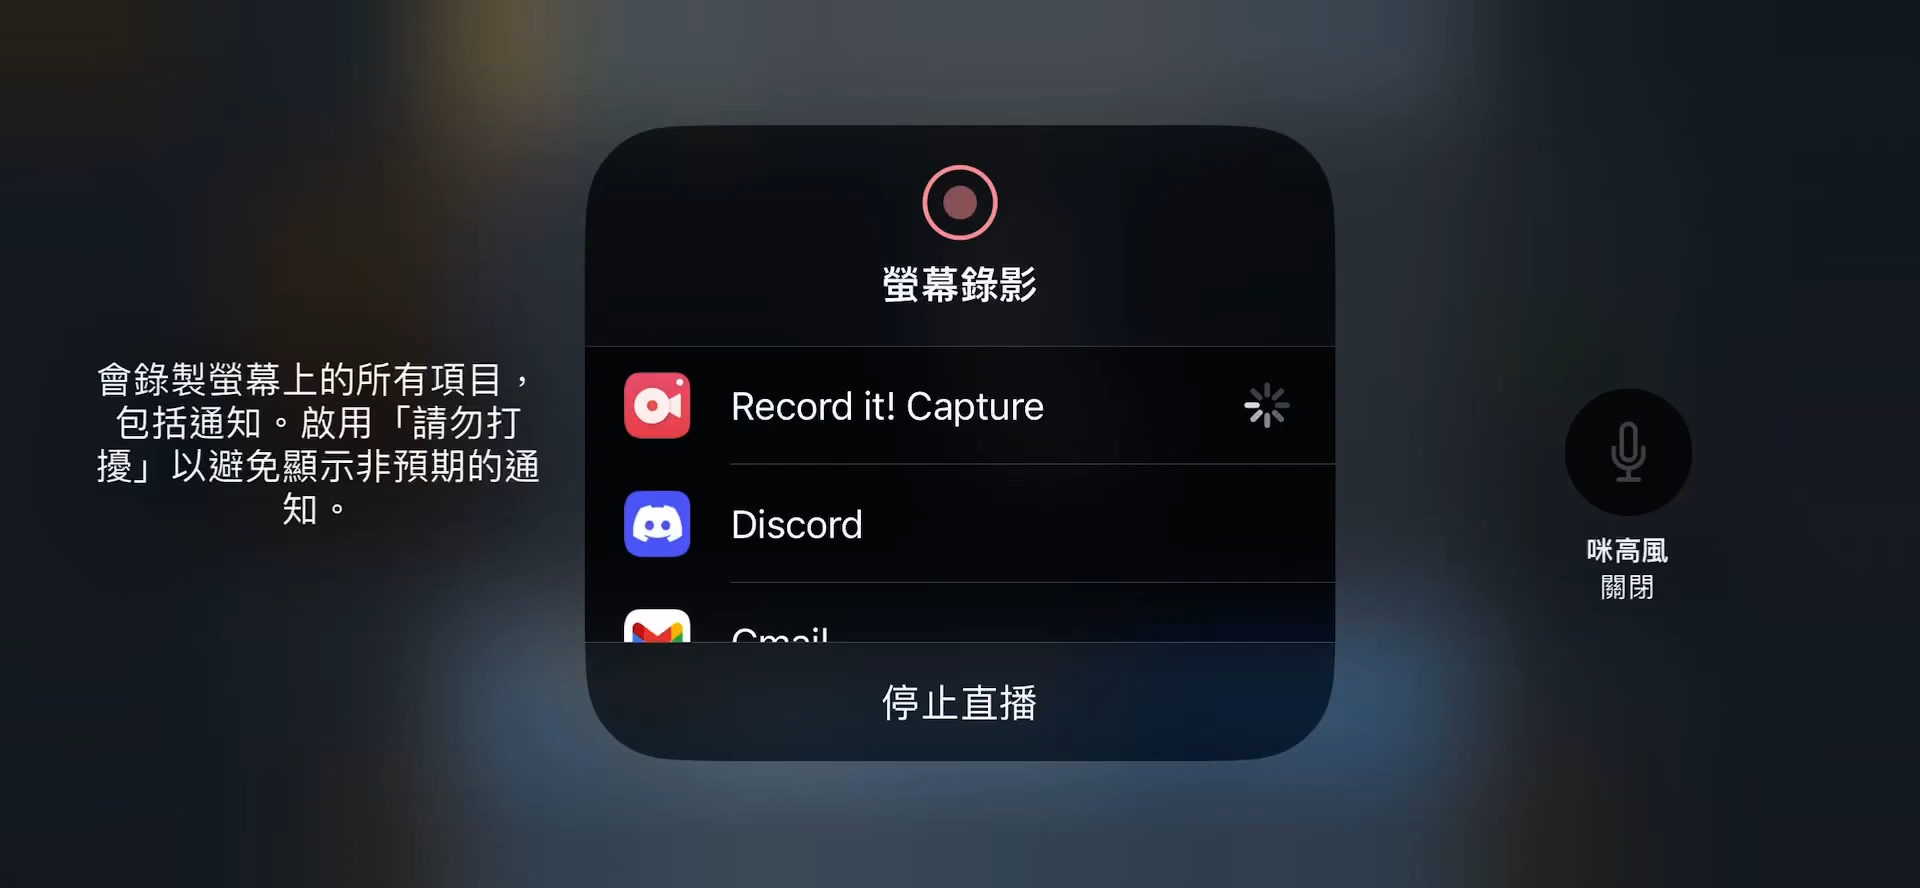 會錄製螢幕上的所有項目，
包括通知。啟用「請勿打
擾」以避免顯示非預期的通
知。
螢幕錄影
Record it! Capture
Discord
Gmail
停止直播
咪高風
關閉